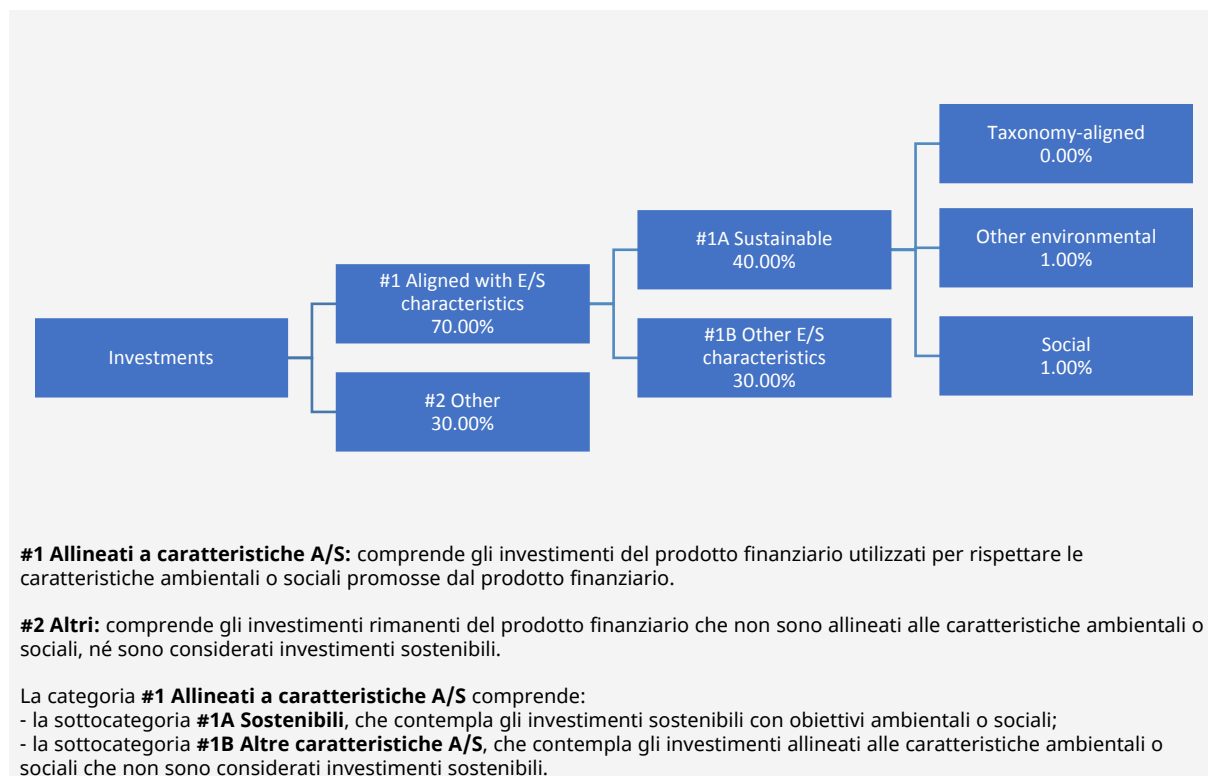 Investments
#1 Aligned with E/S
characteristics
70.00%
#2 Other
30.00%
#1A Sustainable
40.00%
#1B Other E/S
characteristics
30.00%
Taxonomy-aligned
0.00%
Other environmental
1.00%
Social
1.00%
#1 Allineati a caratteristiche A/S: comprende gli investimenti del prodotto finanziario utilizzati per rispettare le
caratteristiche ambientali o sociali promosse dal prodotto finanziario.
#2 Altri: comprende gli investimenti rimanenti del prodotto finanziario che non sono allineati alle caratteristiche ambientali o
sociali, né sono considerati investimenti sostenibili.
La categoria #1 Allineati a caratteristiche A/S comprende:
- la sottocategoria #1A Sostenibili, che contempla gli investimenti sostenibili con obiettivi ambientali o sociali;
- la sottocategoria #1B Altre caratteristiche A/S, che contempla gli investimenti allineati alle caratteristiche ambientali o
sociali che non sono considerati investimenti sostenibili.